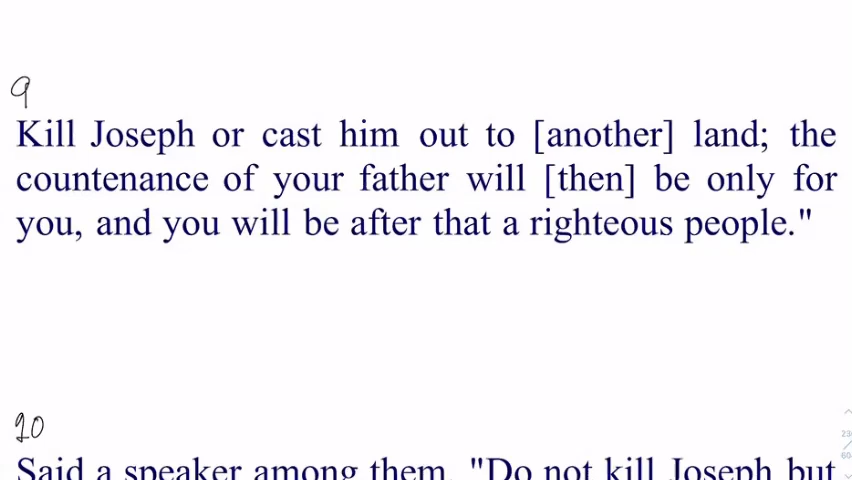 9
Kill Joseph or cast him out to [another] land; the
countenance of your father will [then] be only for
you, and you will be after that a righteous people."
10
Said a speaker among them, "Do not kill Joseph but